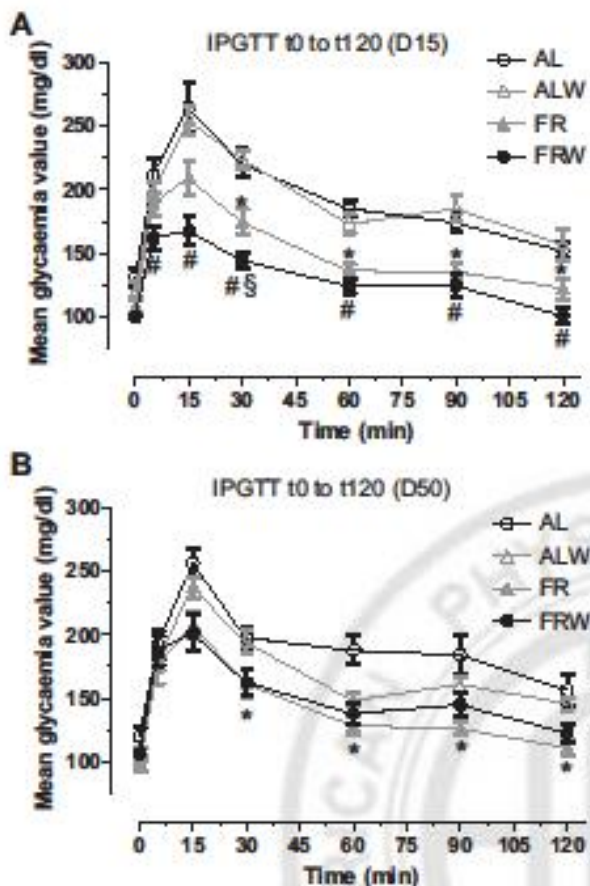 A
IPGTT t0 to t120 (D15)
Mean glycaemia value (mg/dl)
300
250
200
150
100
AL
ALW
FR
FRW
*
*
*
*
#
#
#§
#
#
#
0 15 30 45 60 75 90 105 120
Time (min)
B
IPGTT t0 to t120 (D50)
Mean glycaemia value (mg/dl)
300
250
200
150
100
AL
ALW
FR
FRW
*
*
*
*
0 15 30 45 60 75 90 105 120
Time (min)